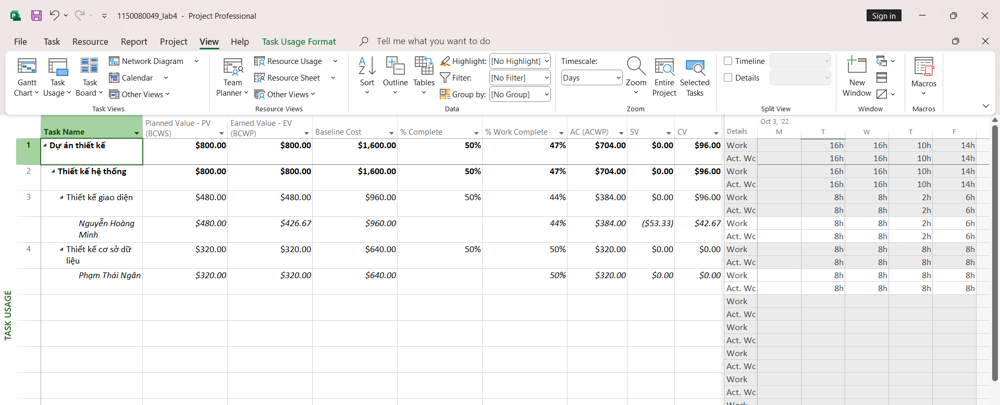 1150080049_lab4 - Project Professional
Sign in
File Task Resource Report Project View Help Task Usage Format Tell me what you want to do
Gantt Chart
Task Usage
Task Board
Network Diagram
Calendar
Other Views
Task Views
Team Planner
Resource Usage
Resource Sheet
Other Views
Resource Views
Sort
Outline
Tables
Highlight: [No Highlight]
Filter: [No Filter]
Group by: [No Group]
Data
Timescale:
Days
Zoom
Entire Project
Selected Tasks
Zoom
Timeline
Details
Split View
New Window
Window
Macros
Macros
Task Name Planned Value - PV (BCWS) Earned Value - EV (BCWP) Baseline Cost % Complete % Work Complete AC (ACWP) SV CV Details
Oct 3, '22
M T W T F
1 Dự án thiết kế $800.00 $800.00 $1,600.00 50% 47% $704.00 $0.00 $96.00 Work 16h 16h 10h 14h
Act. Wc 16h 16h 10h 14h
2 Thiết kế hệ thống $800.00 $800.00 $1,600.00 50% 47% $704.00 $0.00 $96.00 Work 16h 16h 10h 14h
Act. Wc 16h 16h 10h 14h
3 Thiết kế giao diện $480.00 $480.00 $960.00 50% 44% $384.00 $0.00 $96.00 Work 8h 8h 2h 6h
Act. Wc 8h 8h 2h 6h
Nguyễn Hoàng $480.00 $426.67 $960.00 44% $384.00 ($53.33) $42.67 Work 8h 8h 2h 6h
Minh Act. Wc 8h 8h 2h 6h
4 Thiết kế cơ sở dữ $320.00 $320.00 $640.00 50% 50% $320.00 $0.00 $0.00 Work 8h 8h 8h 8h
liệu Act. Wc 8h 8h 8h 8h
Phạm Thái Ngân $320.00 $320.00 $640.00 50% $320.00 $0.00 $0.00 Work 8h 8h 8h 8h
Act. Wc 8h 8h 8h 8h
Work
Act. Wc
Work
Act. Wc
Work
Act. Wc
Work
Act. Wc
Work
TASK USAGE